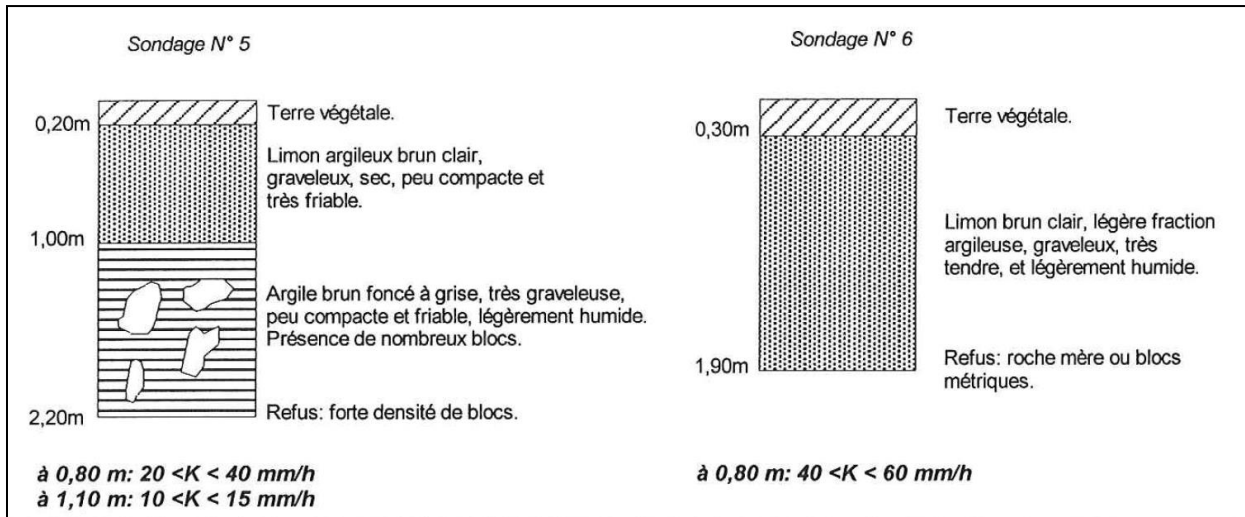 Sondage N° 5
0,20m
Terre végétale.
Limon argileux brun clair,
graveleux, sec, peu compacte et
très friable.
1,00m
Argile brun foncé à grise, très graveleuse,
peu compacte et friable, légèrement humide.
Présence de nombreux blocs.
2,20m
Refus: forte densité de blocs.
à 0,80 m: 20 <K < 40 mm/h
à 1,10 m: 10 <K < 15 mm/h
Sondage N° 6
0,30m
Terre végétale.
Limon brun clair, légère fraction
argileuse, graveleux, très
tendre, et légèrement humide.
1,90m
Refus: roche mère ou blocs
métriques.
à 0,80 m: 40 <K < 60 mm/h